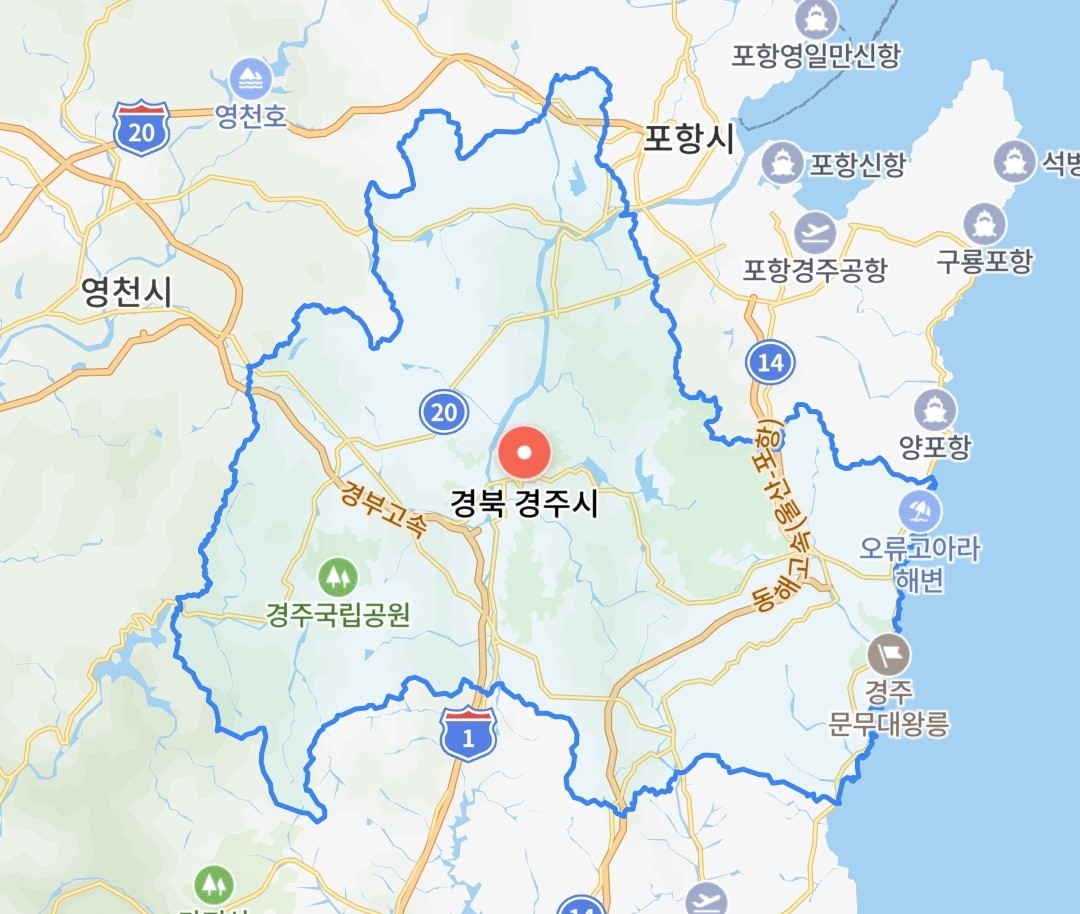 포항영일만신항
영천호
20
포항시
포항신항
석병
구룡포항
포항경주공항
영천시
14
20
양포항
경북 경주시
경부고속
동해고속(울산-포항)
오류고아라
해변
경주국립공원
경주
문무대왕릉
1
14